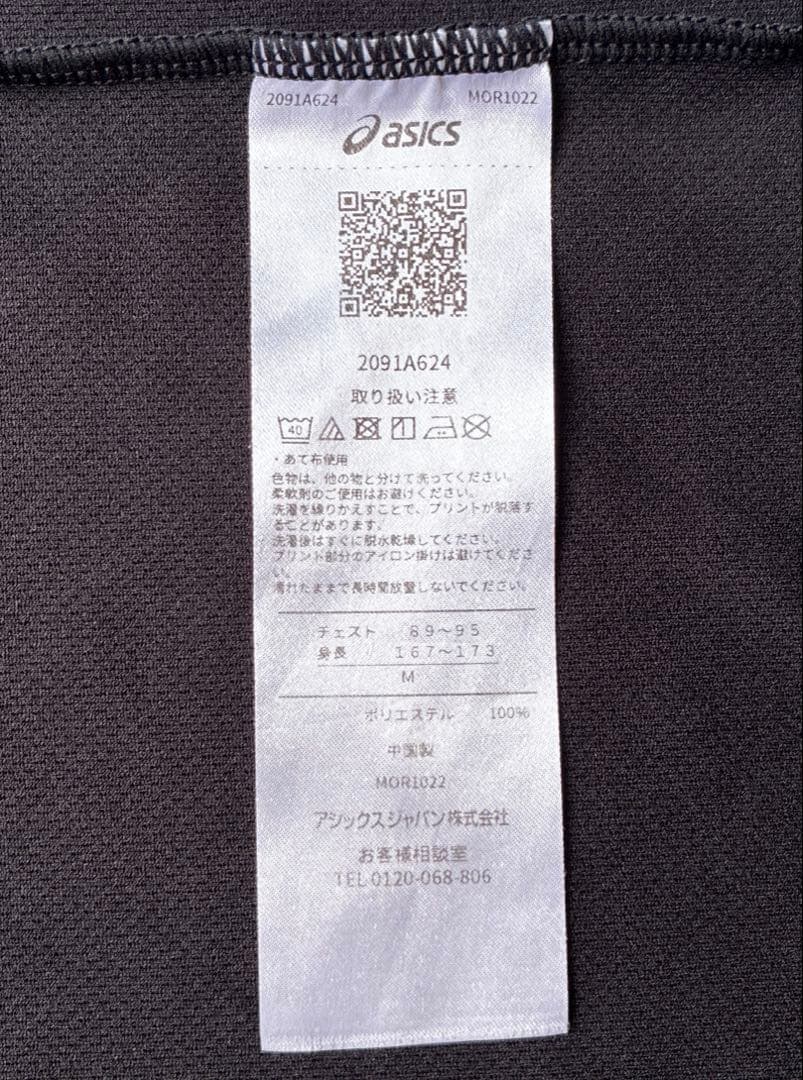 2091A624 MOR1022
asics
2091A624
取り扱い注意
40
・あて布使用
色物は、他の物と分けて洗ってください。
柔軟剤のご使用はお避けください。
洗濯を繰りかえすことで、プリントが脱落す
ることがあります。
洗濯後はすぐに脱水乾燥してください。
プリント部分のアイロン掛けは避けてくださ
い。
濡れたままで長時間放置しないでください。
チェスト 89～95
身長 167～173
M
ポリエステル 100%
中国製
MOR1022
アシックスジャパン株式会社
お客様相談室
TEL 0120-068-806